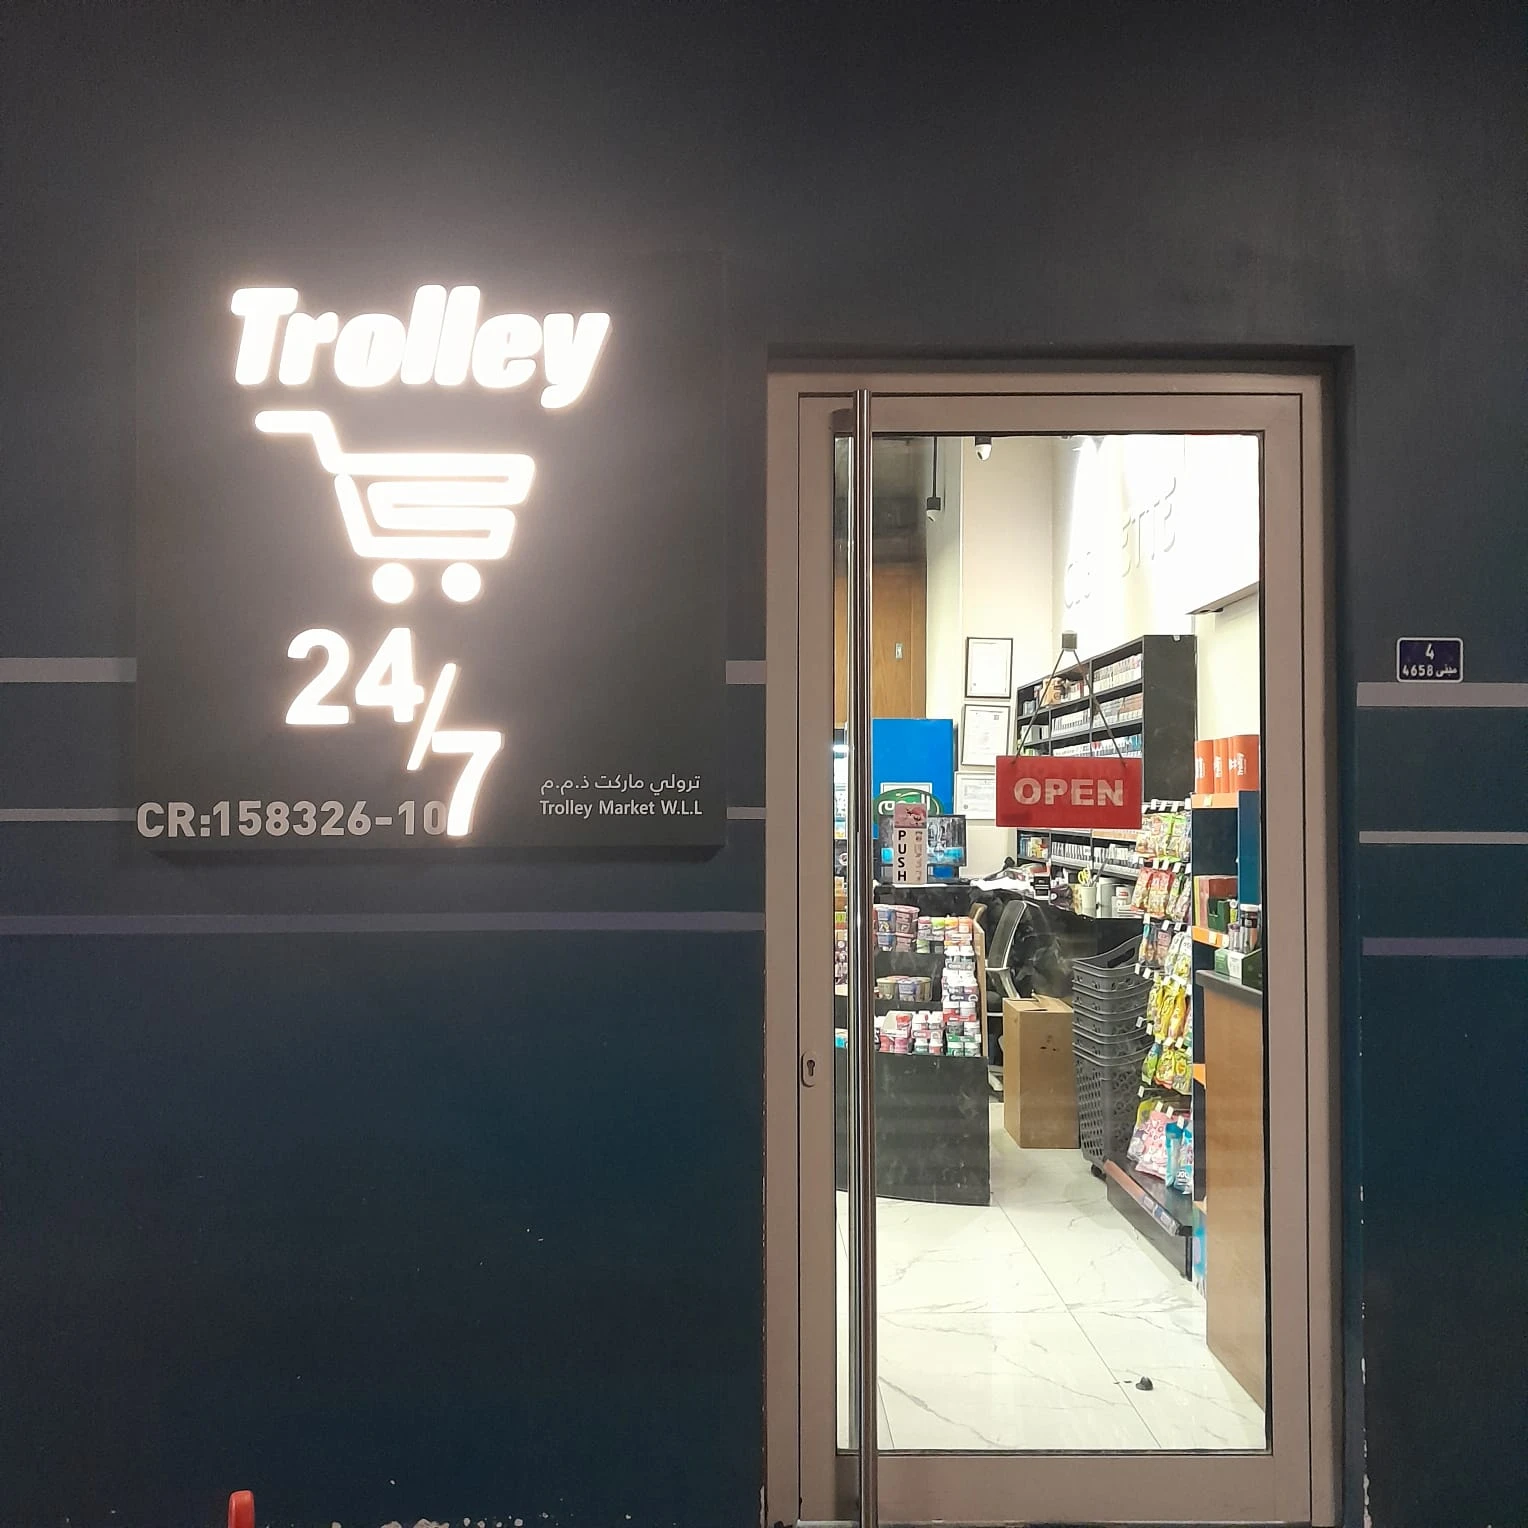 Trolley
24/7
ترولي ماركت ذ.م.م
Trolley Market W.L.L
CR:158326-10
OPEN
PUSH
4
مبنى 4658